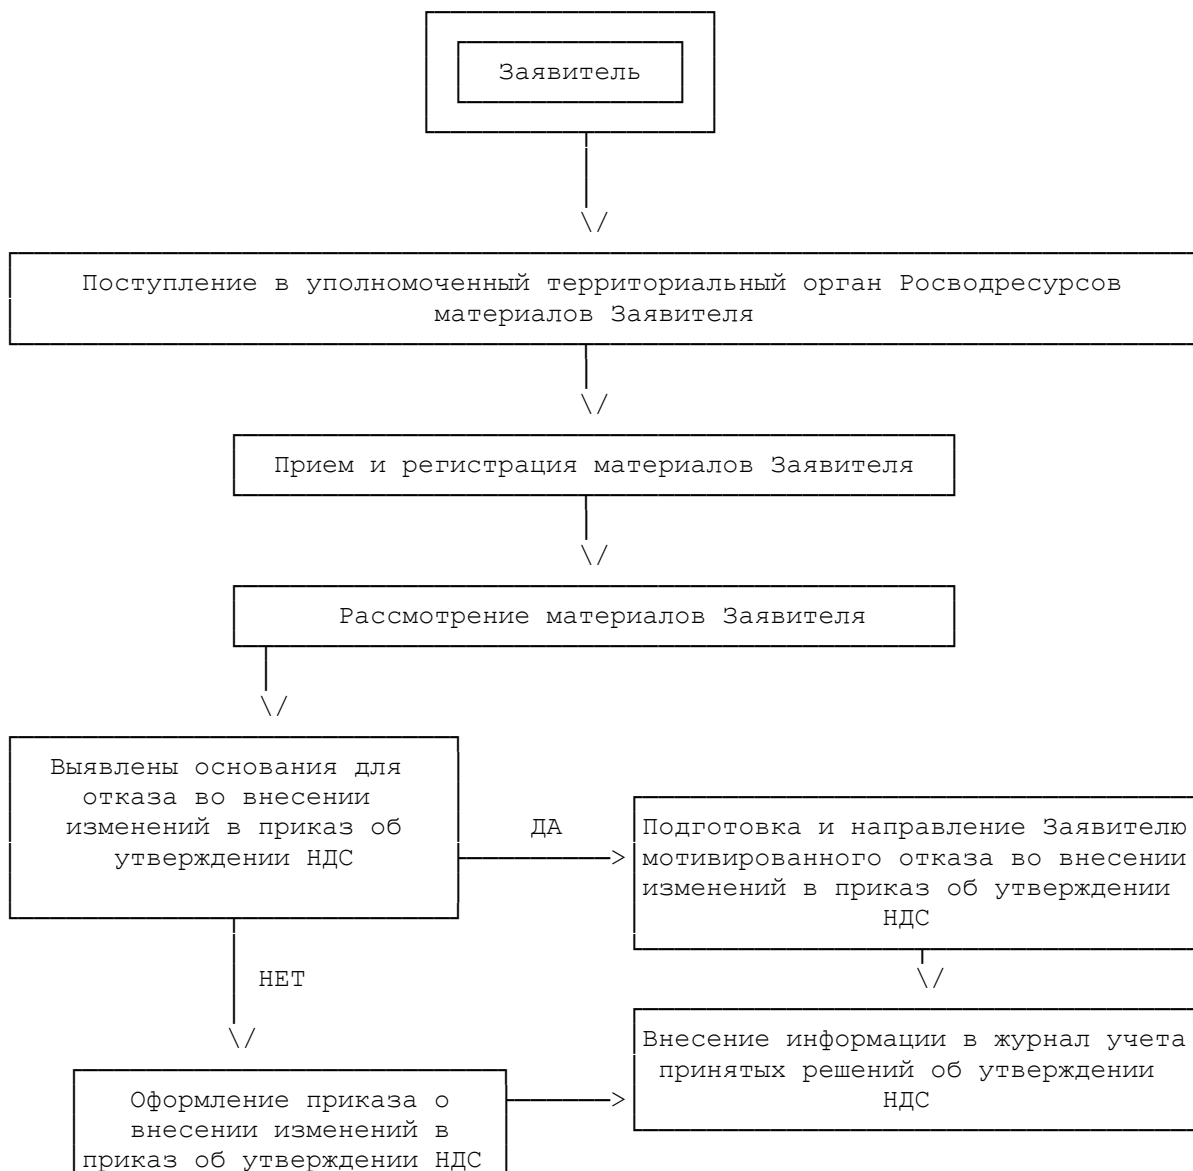 Заявитель
Поступление в уполномоченный территориальный орган Росводресурсов
материалов Заявителя
Прием и регистрация материалов Заявителя
Рассмотрение материалов Заявителя
Выявлены основания для
отказа во внесении
изменений в приказ об
утверждении НДС
ДА
Подготовка и направление Заявителю
мотивированного отказа во внесении
изменений в приказ об утверждении
НДС
НЕТ
Внесение информации в журнал учета
принятых решений об утверждении
НДС
Оформление приказа о
внесении изменений в
приказ об утверждении НДС